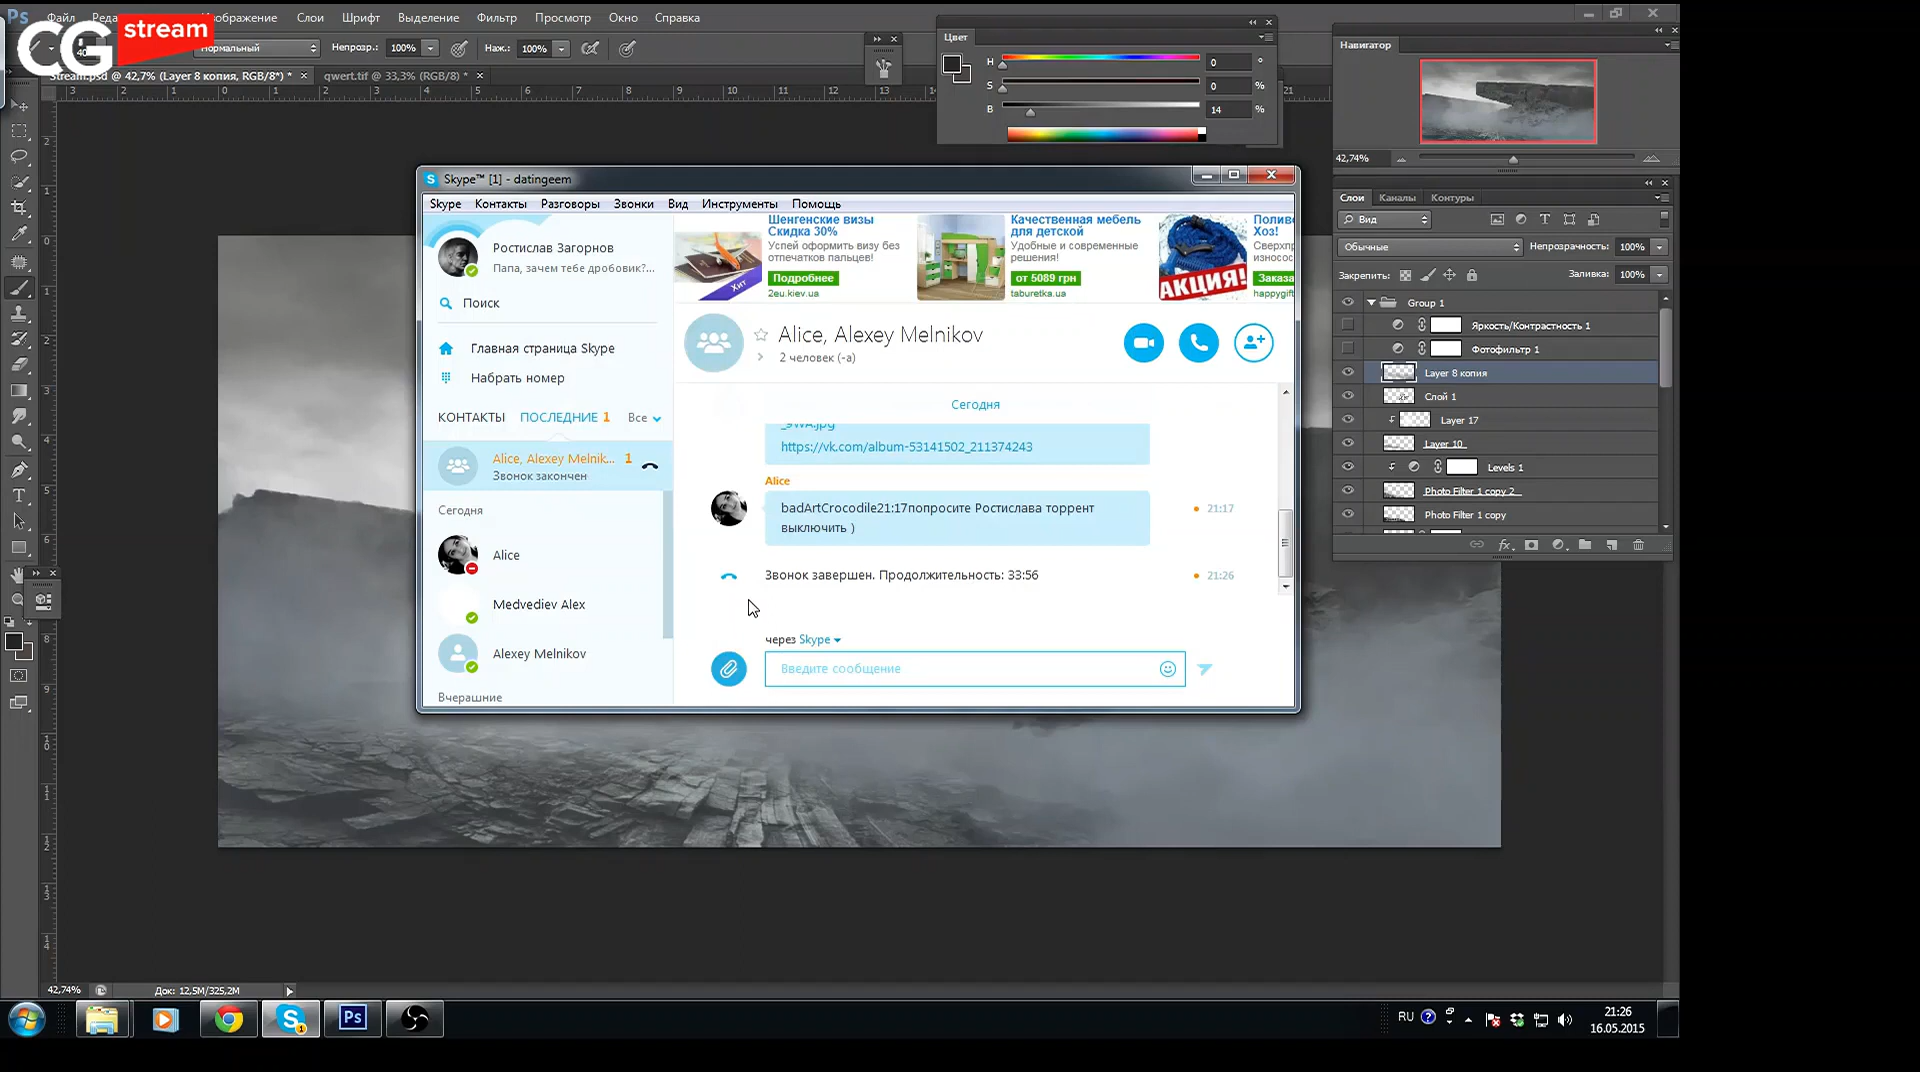 Ps
Файл
Изображение
Слои
Шрифт
Выделение
Фильтр
Просмотр
Окно
Справка
CG stream
Нормальный
Непрозр.: 100%
Наж.: 100%
Stream.psd @ 42,7% (Layer 8 копия, RGB/8*) *
qwert.tif @ 33,3% (RGB/8) *
Цвет
H 0 °
S 0 %
B 14 %
Навигатор
42,74%
Слои
Каналы
Контуры
Вид
Обычные
Непрозрачность: 100%
Закрепить:
Заливка: 100%
Group 1
Яркость/Контрастность 1
Фотофильтр 1
Layer 8 копия
Слой 1
Layer 17
Layer 10
Levels 1
Photo Filter 1 copy 2
Photo Filter 1 copy
Skype™ [1] - datingeem
Skype
Контакты
Разговоры
Звонки
Вид
Инструменты
Помощь
Ростислав Загорнов
Папа, зачем тебе дробовик?...
Поиск
Главная страница Skype
Набрать номер
КОНТАКТЫ
ПОСЛЕДНИЕ 1
Все
Alice, Alexey Melnik... 1
Звонок закончен
Сегодня
Alice
Medvediev Alex
Alexey Melnikov
Вчерашние
Шенгенские визы
Скидка 30%
Успей оформить визу без
отпечатков пальцев!
Подробнее
2eu.kiev.ua
Хит
Качественная мебель
для детской
Удобные и современные
решения!
от 5089 грн
taburetka.ua
АКЦИЯ!
Хоз!
Сверхпр
износос
Заказа
happygift
Alice, Alexey Melnikov
2 человек (-а)
Сегодня
_9WA.jpg
https://vk.com/album-53141502_211374243
Alice
badArtCrocodile21:17попросите Ростислава торрент
выключить )
21:17
Звонок завершен. Продолжительность: 33:56
21:26
через Skype
Введите сообщение
42,74%
Док: 12,5M/325,2M
RU
21:26
16.05.2015